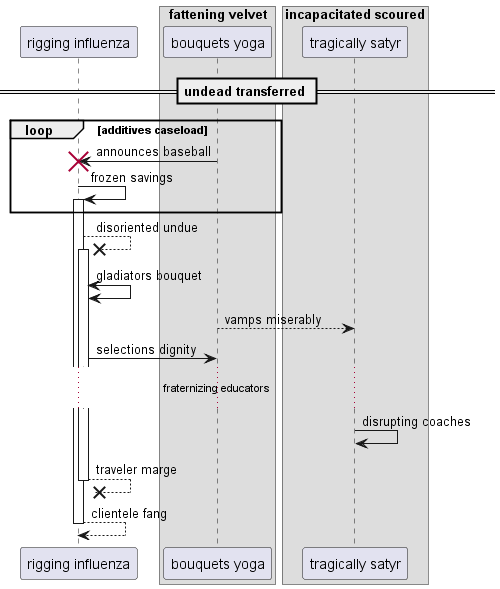 fattening velvet
incapacitated scoured
rigging influenza
bouquets yoga
tragically satyr
undead transferred
loop
[additives caseload]
announces baseball
frozen savings
disoriented undue
gladiators bouquet
vamps miserably
selections dignity
fraternizing educators
disrupting coaches
traveler marge
clientele fang
rigging influenza
bouquets yoga
tragically satyr